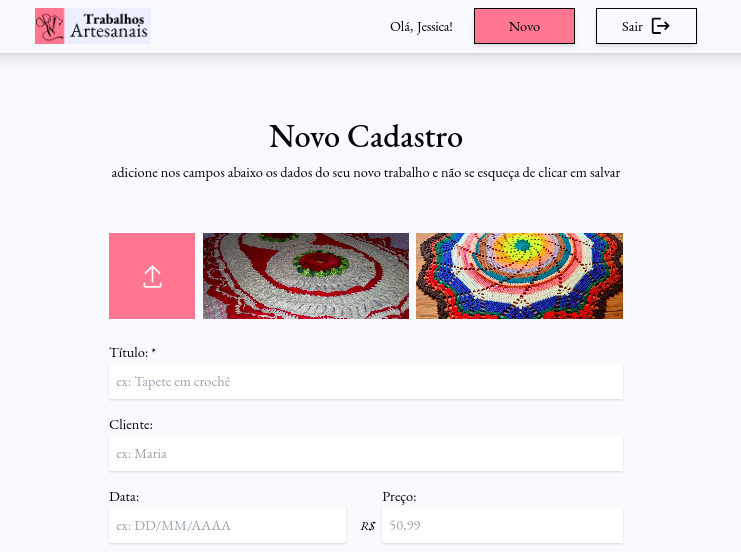 Trabalhos
Artesanais
Olá, Jessica!
Novo
Sair
Novo Cadastro
adicione nos campos abaixo os dados do seu novo trabalho e não se esqueça de clicar em salvar
Título: *
ex: Tapete em crochê
Cliente:
ex: Maria
Data:
Preço:
ex: DD/MM/AAAA
R$
50,99